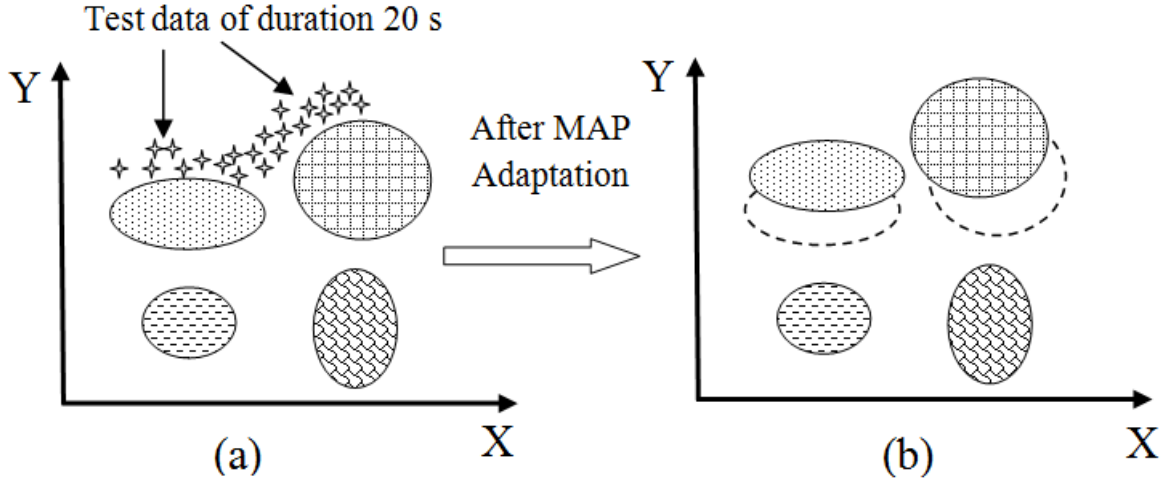 Test data of duration 20 s
Y
X
(a)
After MAP
Adaptation
Y
X
(b)